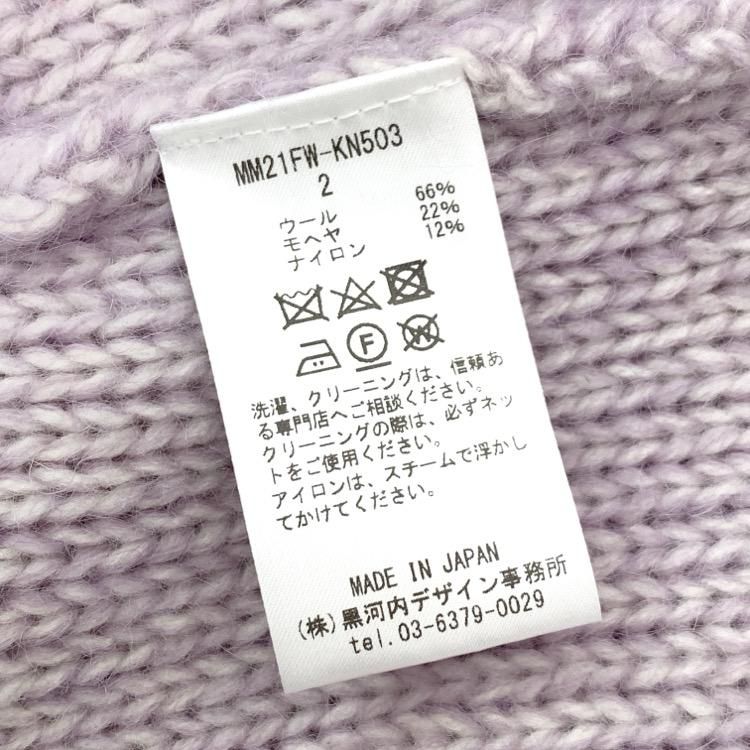 MM21FW-KN503
2
ウール 66%
モヘヤ 22%
ナイロン 12%
F
W
洗濯、クリーニングは、信頼あ
る専門店へご相談ください。
クリーニングの際は、必ずネッ
トをご使用ください。
アイロンは、スチームで浮かし
てかけてください。
MADE IN JAPAN
(株)黒河内デザイン事務所
tel.03-6379-0029